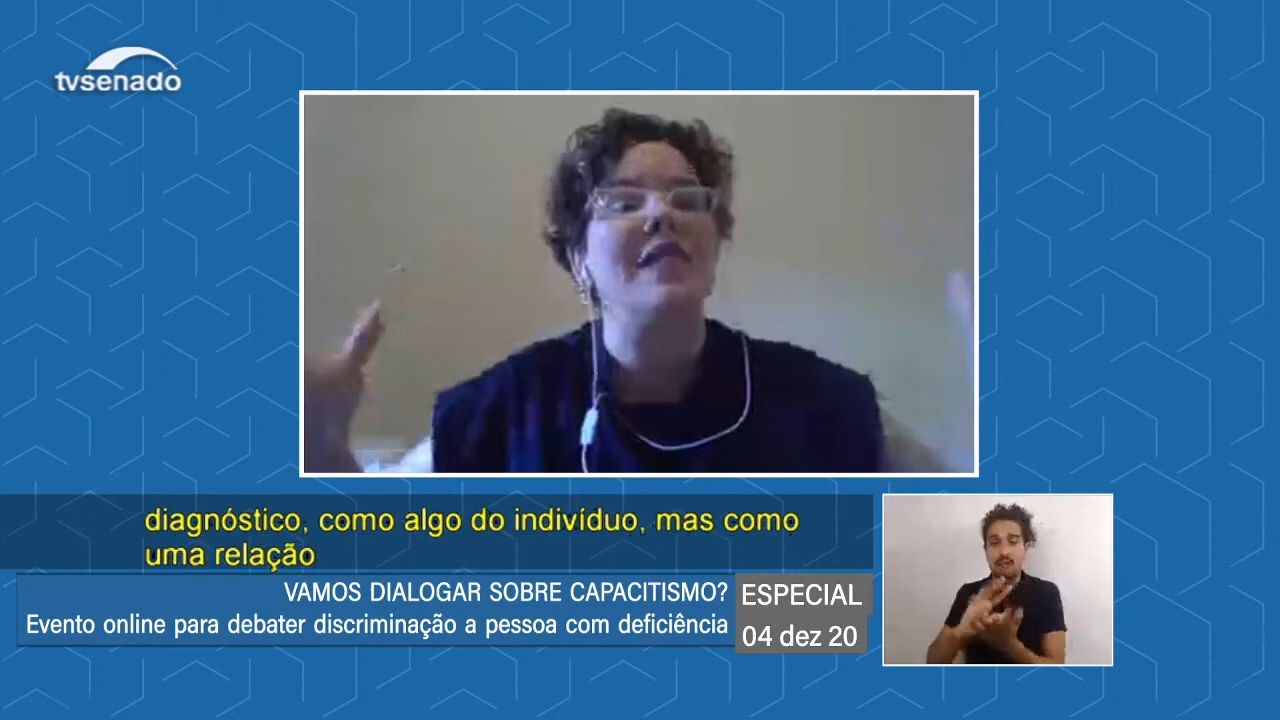 tvsenado
diagnóstico, como algo do indivíduo, mas como
uma relação
VAMOS DIALOGAR SOBRE CAPACITISMO?
Evento online para debater discriminação a pessoa com deficiência
ESPECIAL
04 dez 20